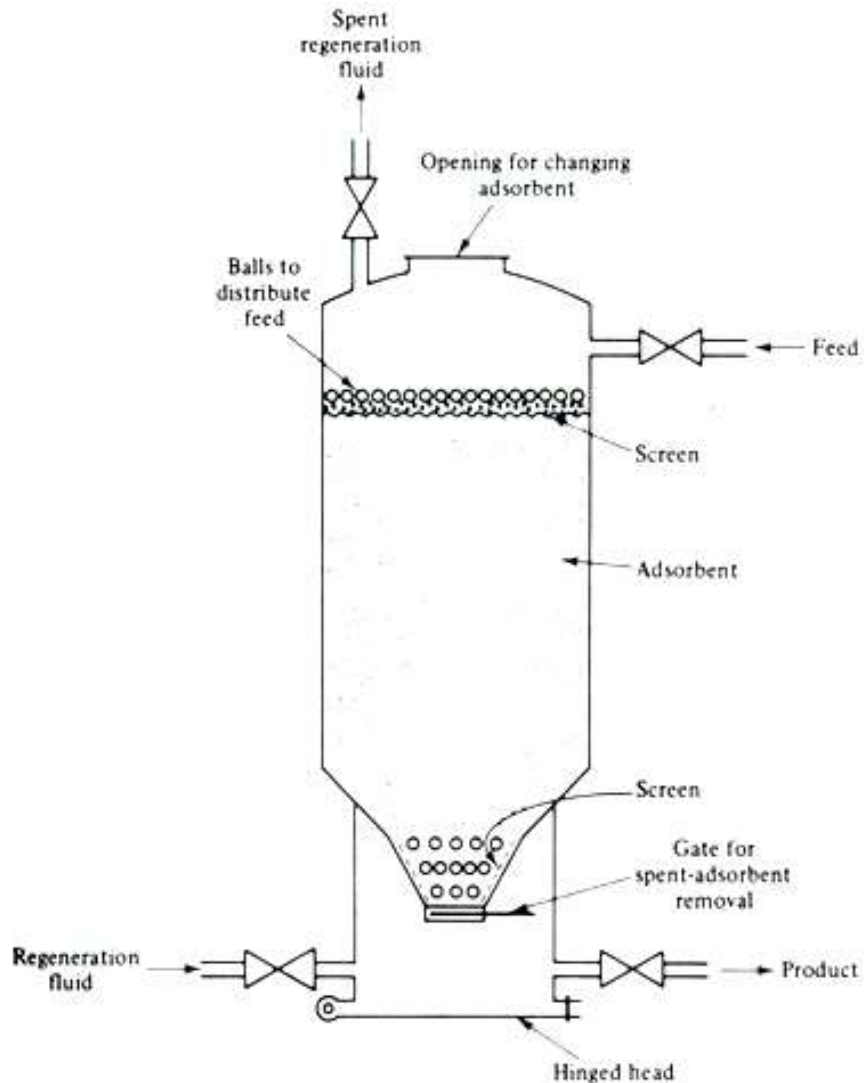 Spent
regeneration
fluid
Opening for changing
adsorbent
Balls to
distribute
feed
Feed
Screen
Adsorbent
Screen
Gate for
spent-adsorbent
removal
Regeneration
fluid
Product
Hinged head